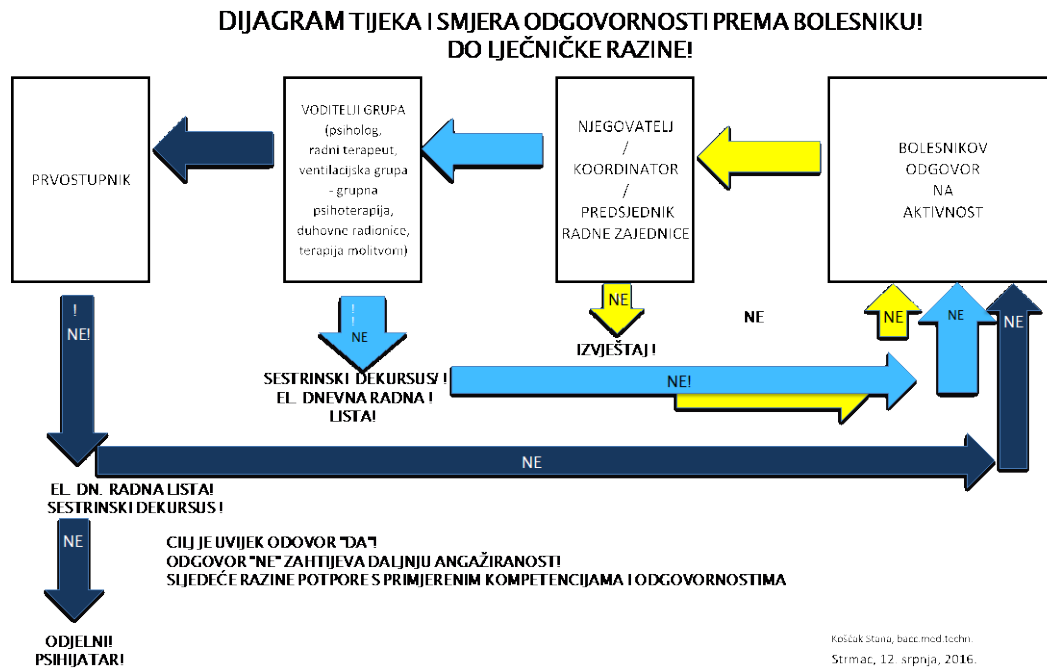 DIJAGRAM TIJEKA I SMJERA ODGOVORNOSTI PREMA BOLESNIKU!
DO LJEČNIČKE RAZINE!
PRVOSTUPNIK
VODITELJI GRUPA
(psiholog,
radni terapeut,
ventilacijska grupa
- grupna
psihoterapija,
duhovne radionice,
terapija molitvom)
NJEGOVATELJ
/
KOORDINATOR
/
PREDSJEDNIK
RADNE ZAJEDNICE
BOLESNIKOV
ODGOVOR
NA
AKTIVNOST
!
NE!
!
!
NE
NE
NE
NE
NE
NE
IZVJEŠTAJ !
SESTRINSKI DEKURSUS/ !
EL. DNEVNA RADNA !
LISTA!
NE!
NE
EL. DN. RADNA LISTA!
SESTRINSKI DEKURSUS !
NE
CILJ JE UVIJEK ODOVOR "DA"!
ODGOVOR "NE" ZAHTIJEVA DALJNJU ANGAŽIRANOST!
SLJEDEĆE RAZINE POTPORE S PRIMJERENIM KOMPETENCIJAMA I ODGOVORNOSTIMA
ODJELNI!
PSIHIJATAR!
Koščak Stana, bacc.med.techn.
Strmac, 12. srpnja, 2016.